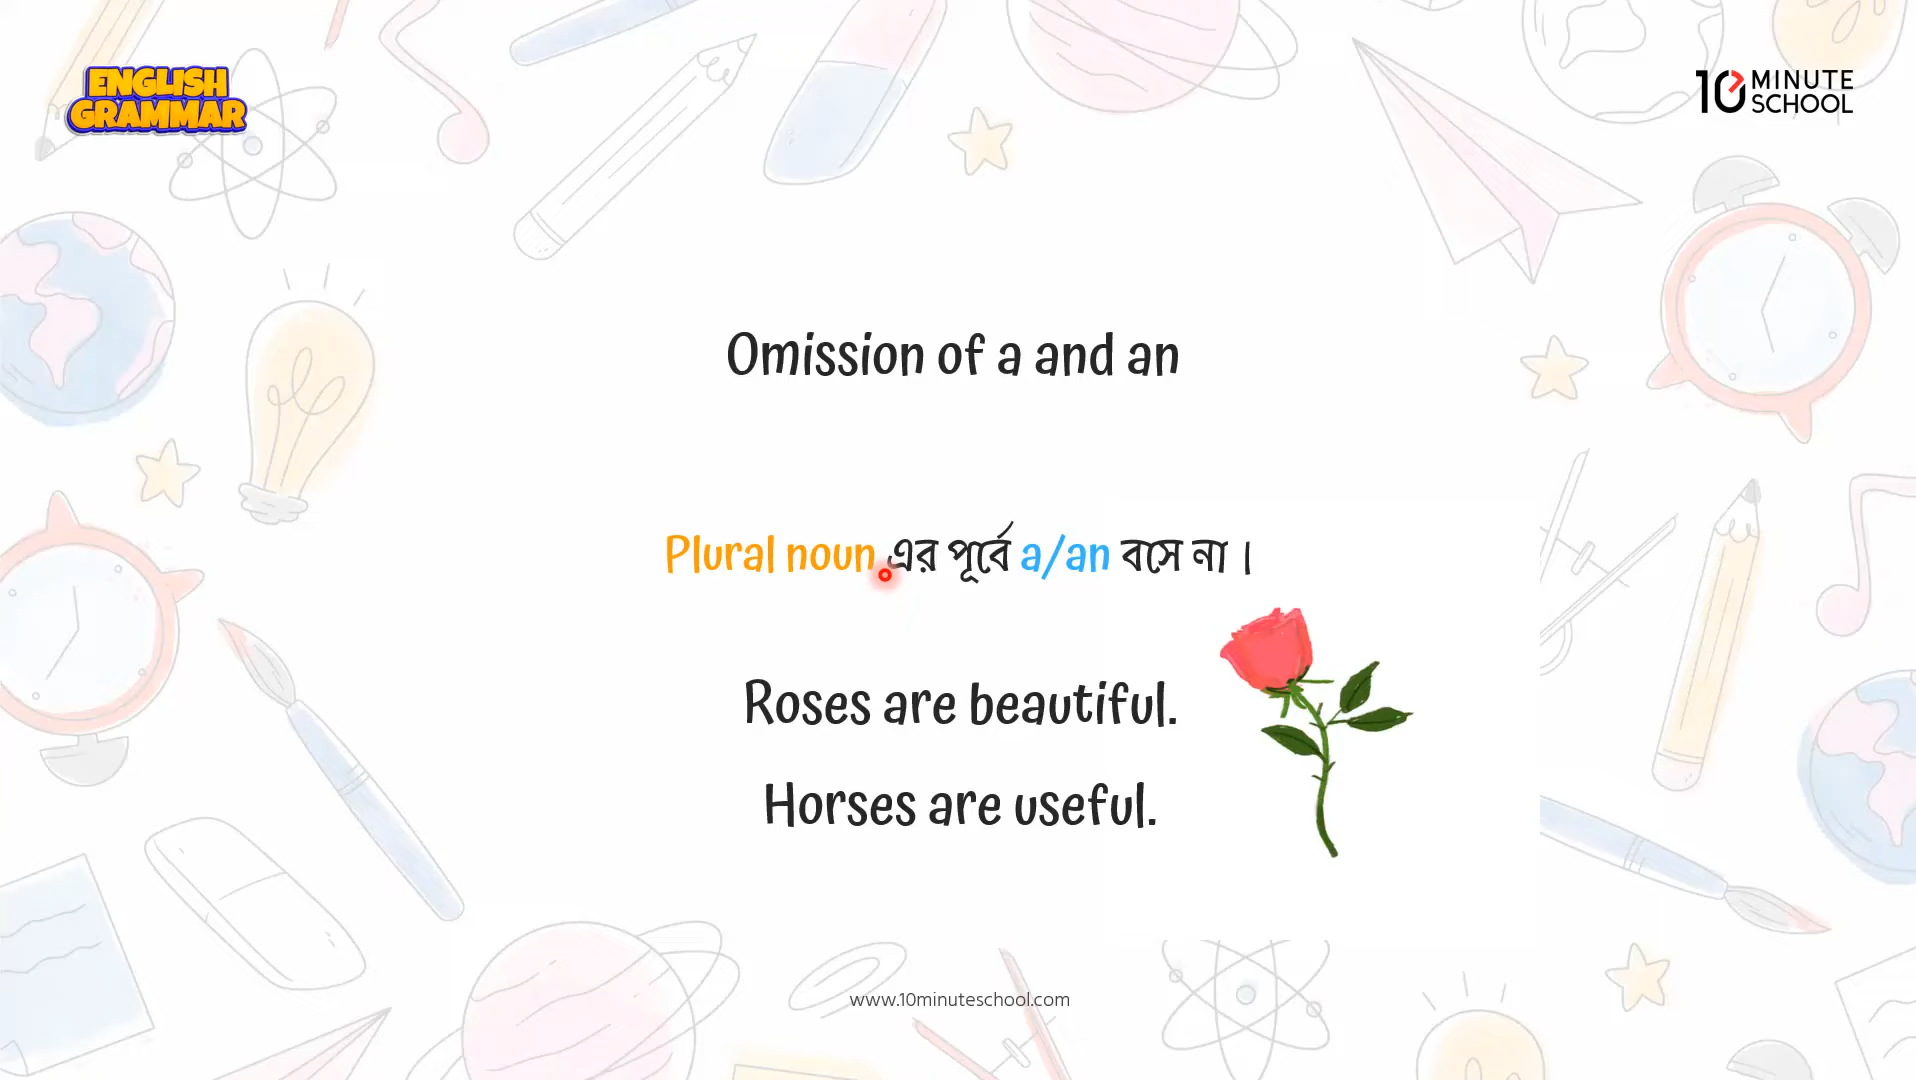 ENGLISH
GRAMMAR
10 MINUTE
SCHOOL
Omission of a and an
Plural noun এর পূর্বে a/an বসে না ।
Roses are beautiful.
Horses are useful.
www.10minuteschool.com